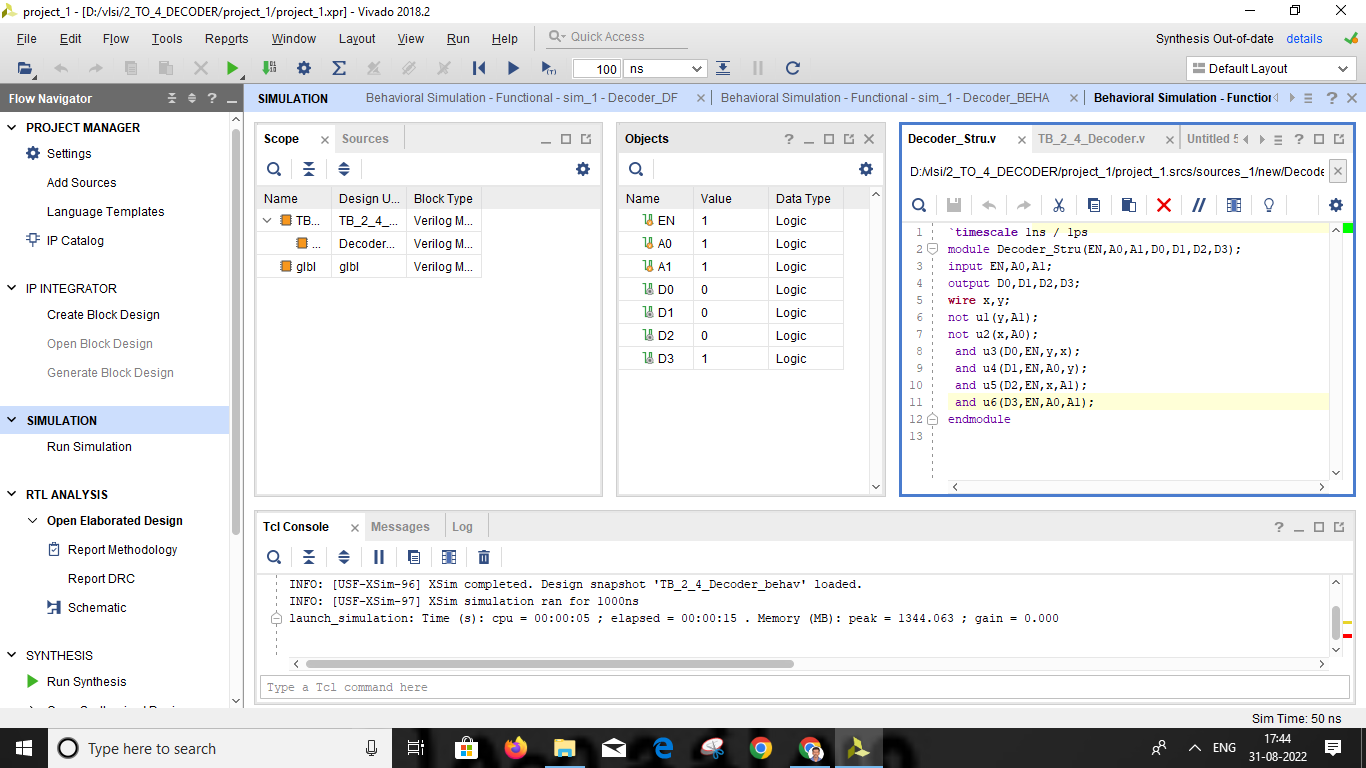 project_1 - [D:/vlsi/2_TO_4_DECODER/project_1/project_1.xpr] - Vivado 2018.2
File Edit Flow Tools Reports Window Layout View Run Help Quick Access
Synthesis Out-of-date details
100 ns Default Layout
Flow Navigator
PROJECT MANAGER
Settings
Add Sources
Language Templates
IP Catalog
IP INTEGRATOR
Create Block Design
Open Block Design
Generate Block Design
SIMULATION
Run Simulation
RTL ANALYSIS
Open Elaborated Design
Report Methodology
Report DRC
Schematic
SYNTHESIS
Run Synthesis
SIMULATION Behavioral Simulation - Functional - sim_1 - Decoder_DF Behavioral Simulation - Functional - sim_1 - Decoder_BEHA Behavioral Simulation - Function
Scope Sources
Name Design U... Block Type
TB... TB_2_4_... Verilog M...
... Decoder... Verilog M...
glbl glbl Verilog M...
Objects
Name Value Data Type
EN 1 Logic
A0 1 Logic
A1 1 Logic
D0 0 Logic
D1 0 Logic
D2 0 Logic
D3 1 Logic
Decoder_Stru.v TB_2_4_Decoder.v Untitled 5
D:/vlsi/2_TO_4_DECODER/project_1/project_1.srcs/sources_1/new/Decode
1 `timescale 1ns / 1ps
2 module Decoder_Stru(EN,A0,A1,D0,D1,D2,D3);
3 input EN,A0,A1;
4 output D0,D1,D2,D3;
5 wire x,y;
6 not u1(y,A1);
7 not u2(x,A0);
8 and u3(D0,EN,y,x);
9 and u4(D1,EN,A0,y);
10 and u5(D2,EN,x,A1);
11 and u6(D3,EN,A0,A1);
12 endmodule
13
Tcl Console Messages Log
INFO: [USF-XSim-96] XSim completed. Design snapshot 'TB_2_4_Decoder_behav' loaded.
INFO: [USF-XSim-97] XSim simulation ran for 1000ns
launch_simulation: Time (s): cpu = 00:00:05 ; elapsed = 00:00:15 . Memory (MB): peak = 1344.063 ; gain = 0.000
Type a Tcl command here
Sim Time: 50 ns
Type here to search
ENG
17:44
31-08-2022